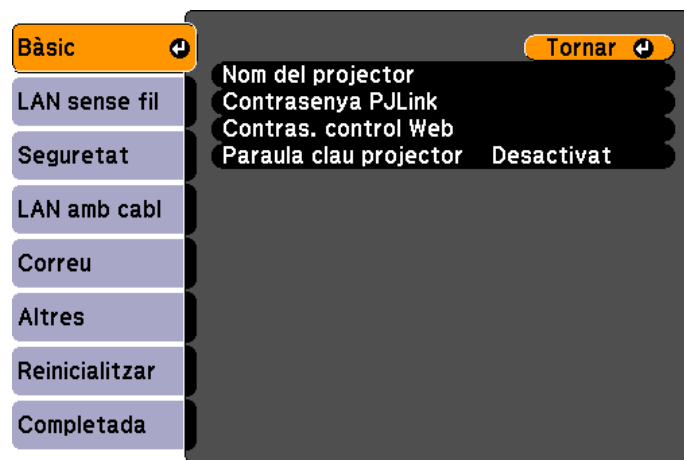 Bàsic
LAN sense fil
Seguretat
LAN amb cabl
Correu
Altres
Reinicialitzar
Completada
Tornar
Nom del projector
Contrasenya PJLink
Contras. control Web
Paraula clau projector Desactivat